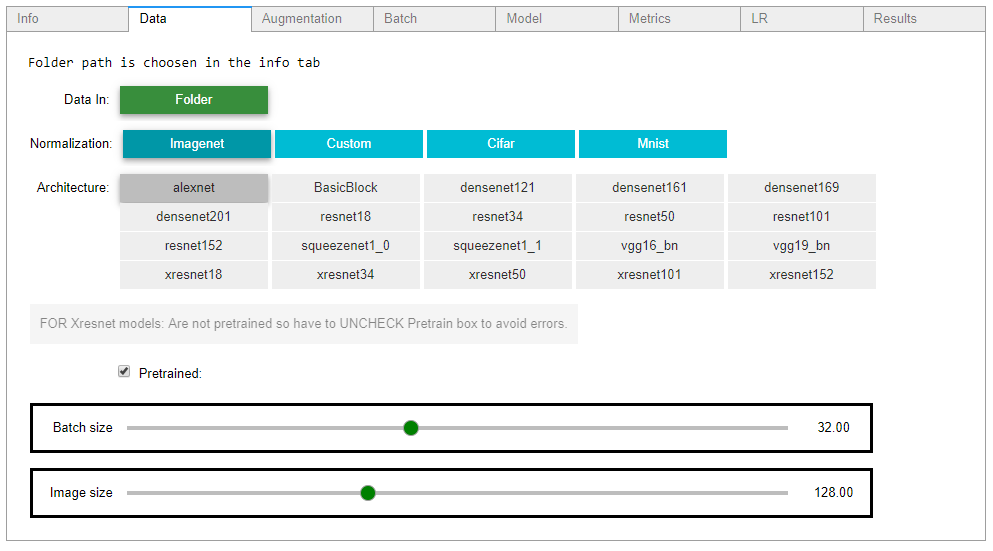 Info Data Augmentation Batch Model Metrics LR Results
Folder path is choosen in the info tab
Data In: Folder
Normalization: Imagenet Custom Cifar Mnist
Architecture: alexnet BasicBlock densenet121 densenet161 densenet169
densenet201 resnet18 resnet34 resnet50 resnet101
resnet152 squeezenet1_0 squeezenet1_1 vgg16_bn vgg19_bn
xresnet18 xresnet34 xresnet50 xresnet101 xresnet152
FOR Xresnet models: Are not pretrained so have to UNCHECK Pretrain box to avoid errors.
Pretrained:
Batch size 32.00
Image size 128.00